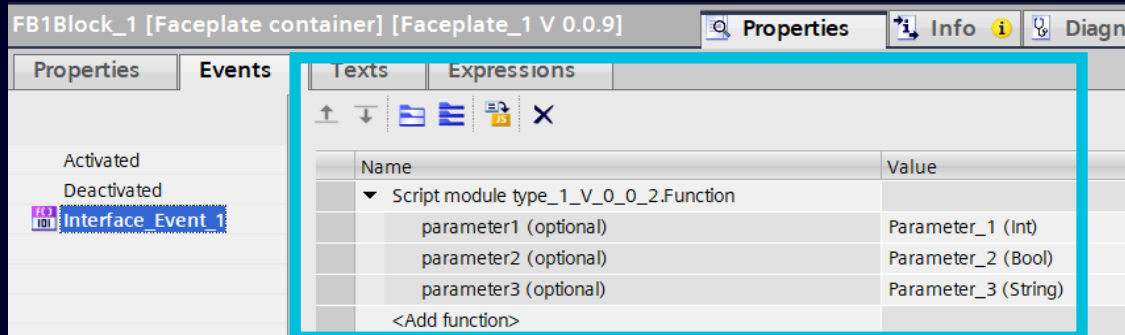 FB1Block_1 [Faceplate container] [Faceplate_1 V 0.0.9]
Properties
Info
Diagn
Properties
Events
Texts
Expressions
Activated
Deactivated
Interface_Event_1
Name Value
Script module type_1_V_0_0_2.Function
parameter1 (optional) Parameter_1 (Int)
parameter2 (optional) Parameter_2 (Bool)
parameter3 (optional) Parameter_3 (String)
<Add function>